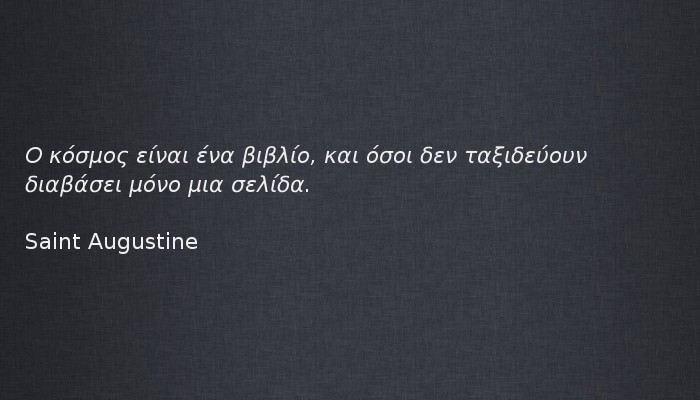 Ο κόσμος είναι ένα βιβλίο, και όσοι δεν ταξιδεύουν
διαβάσει μόνο μια σελίδα.
Saint Augustine